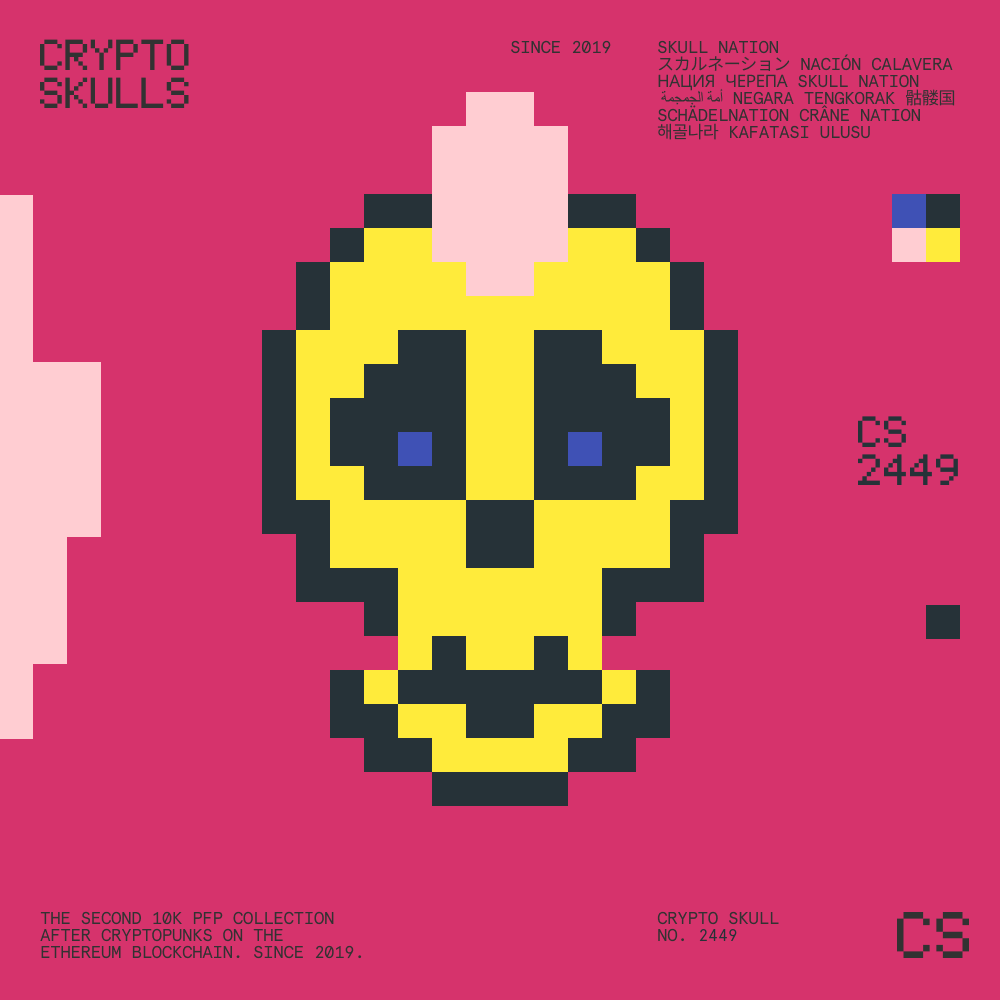 CRYPTO
SKULLS
SINCE 2019
SKULL NATION
スカルネーション NACIÓN CALAVERA
НАЦИЯ ЧЕРЕПА SKULL NATION
أمة الجمجمة NEGARA TENGKORAK 骷髅国
SCHÄDELNATION CRÂNE NATION
해골나라 KAFATASI ULUSU
CS
2449
THE SECOND 10K PFP COLLECTION
AFTER CRYPTOPUNKS ON THE
ETHEREUM BLOCKCHAIN. SINCE 2019.
CRYPTO SKULL
NO. 2449
CS